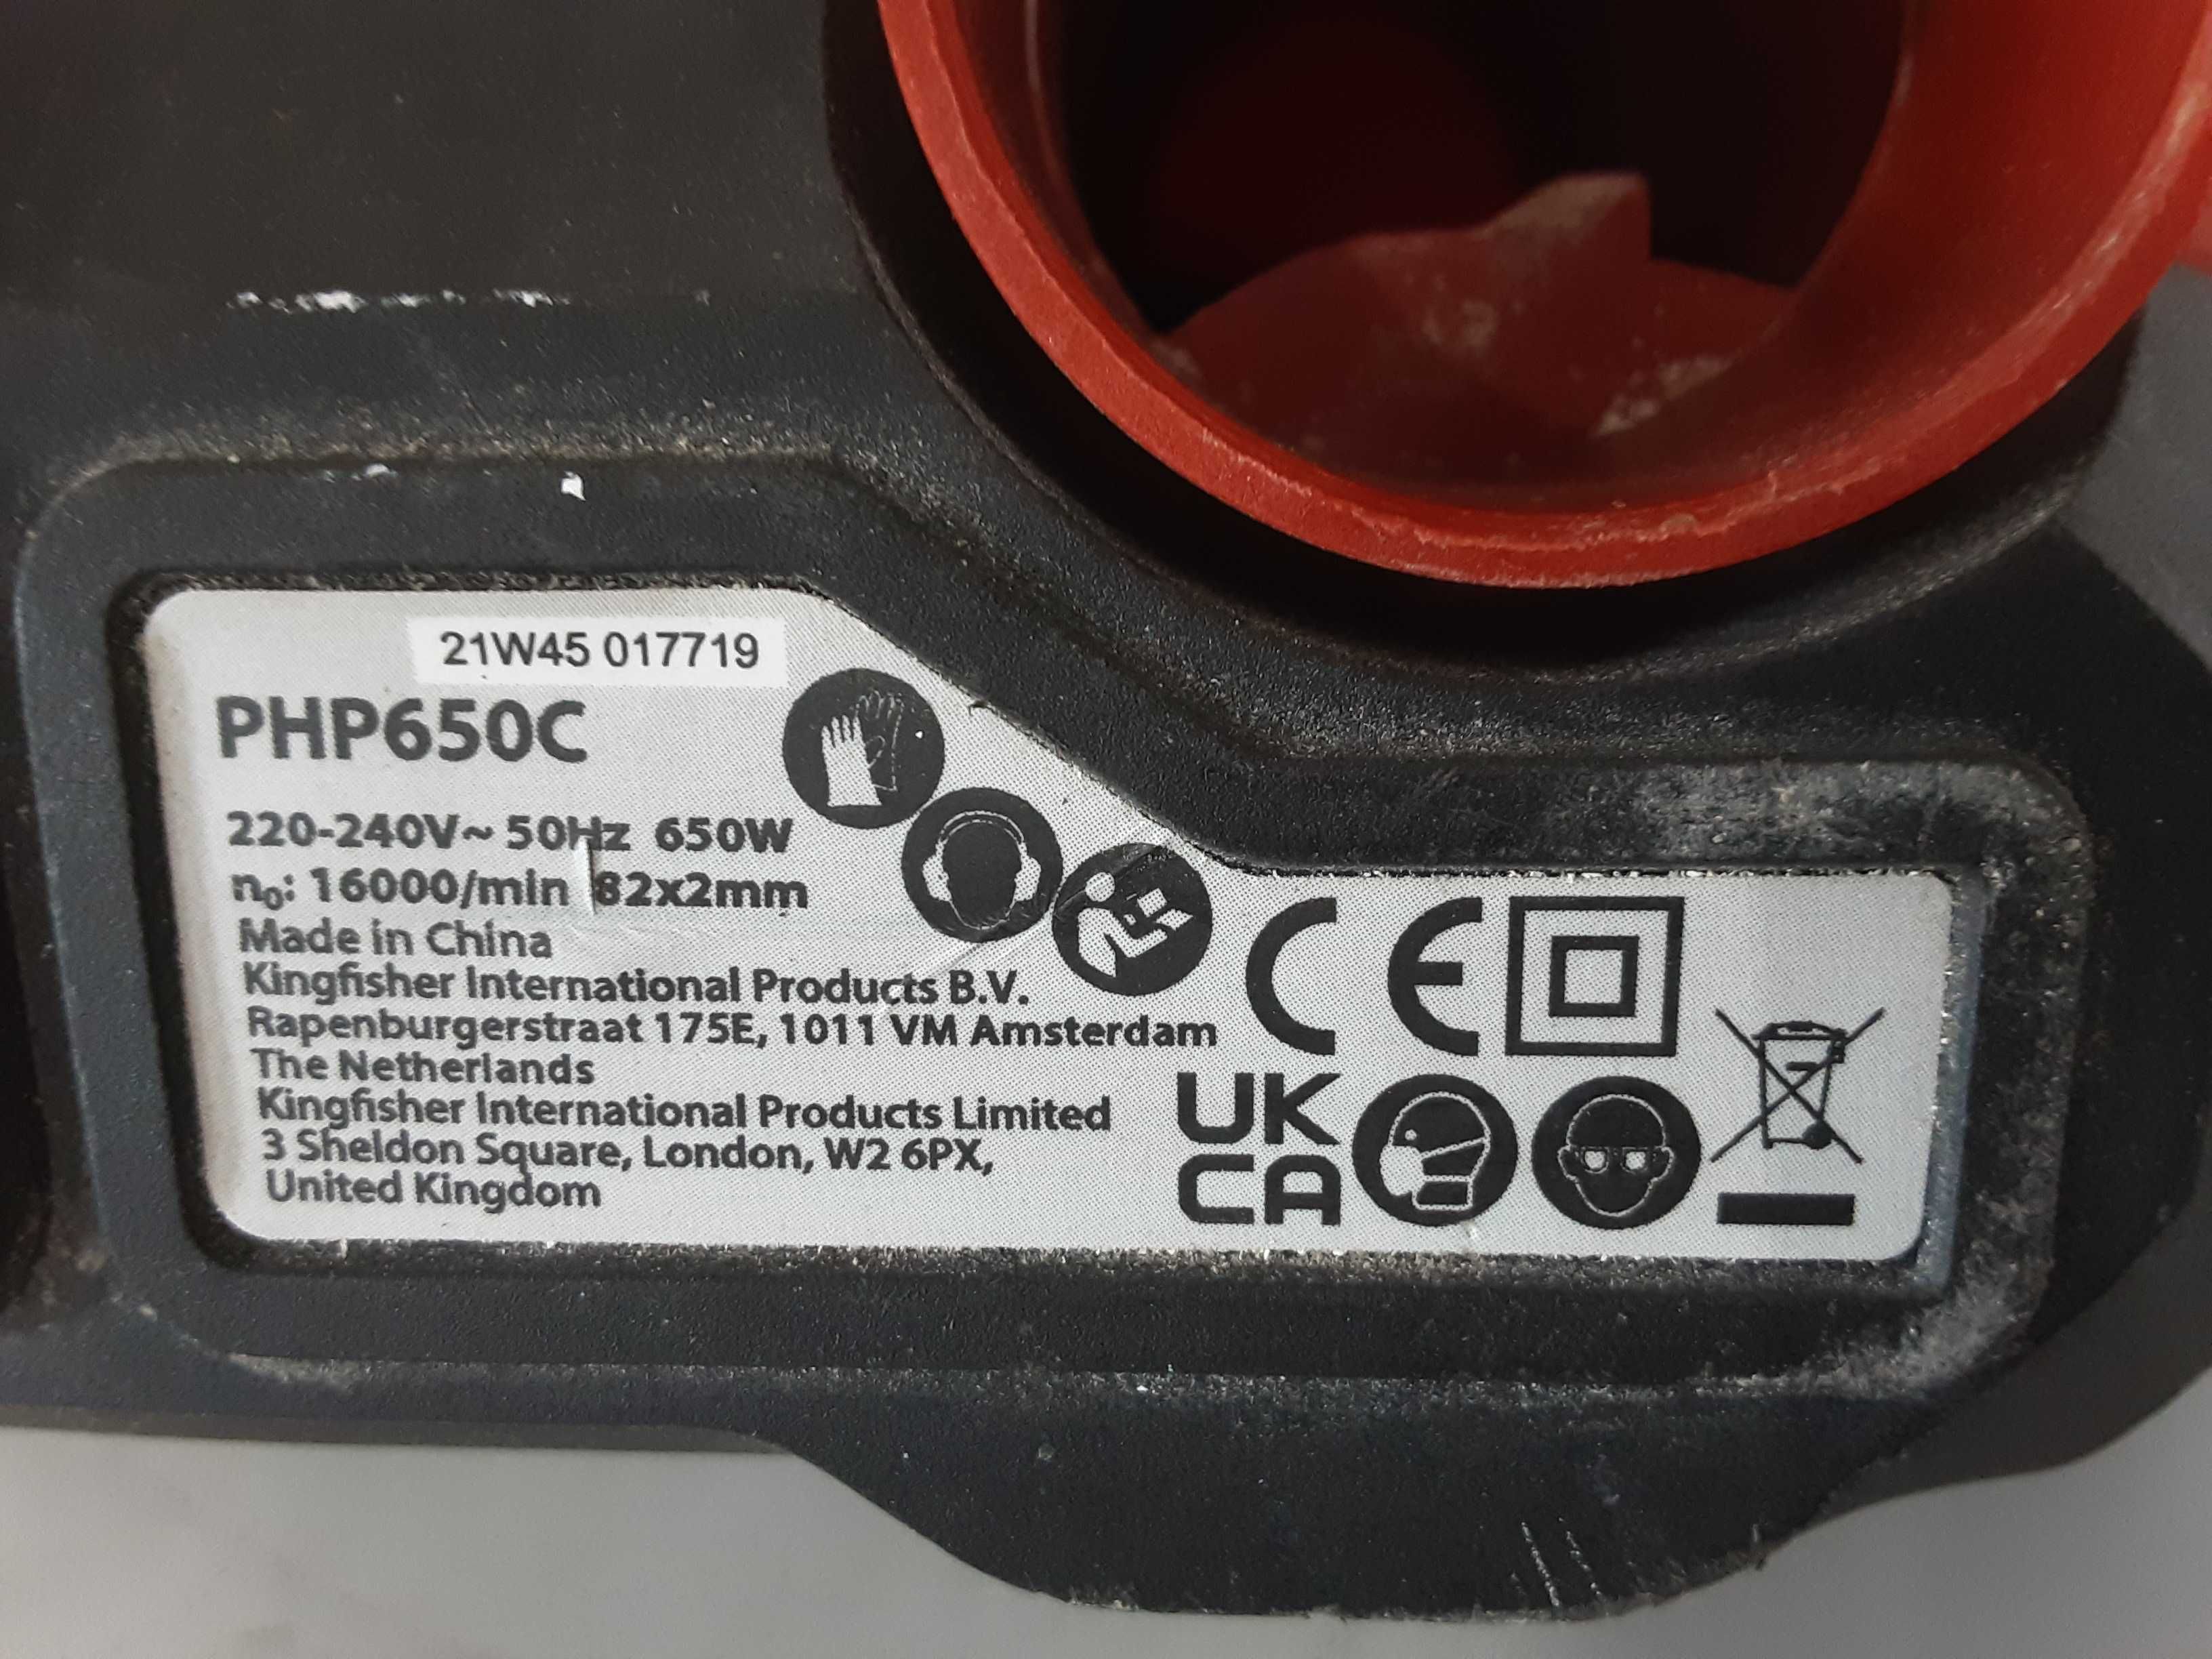 21W45 017719
PHP650C
220-240V~ 50Hz 650W
n₀: 16000/min 82x2mm
Made in China
Kingfisher International Products B.V.
Rapenburgerstraat 175E, 1011 VM Amsterdam
The Netherlands
Kingfisher International Products Limited
3 Sheldon Square, London, W2 6PX,
United Kingdom
CE
UK
CA